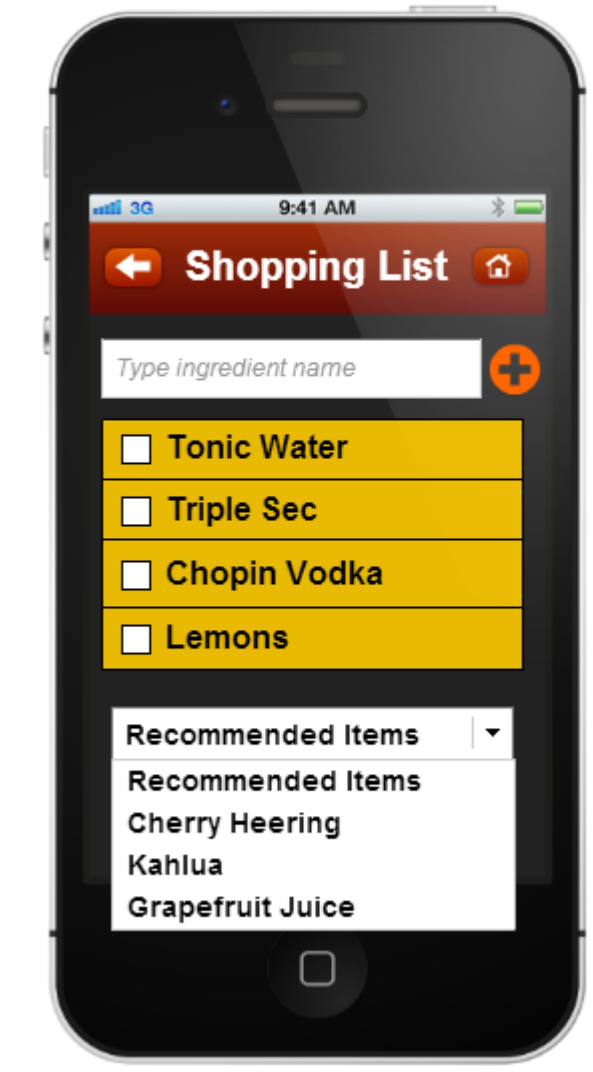 3G 9:41 AM
Shopping List
Type ingredient name
Tonic Water
Triple Sec
Chopin Vodka
Lemons
Recommended Items
Recommended Items
Cherry Heering
Kahlua
Grapefruit Juice